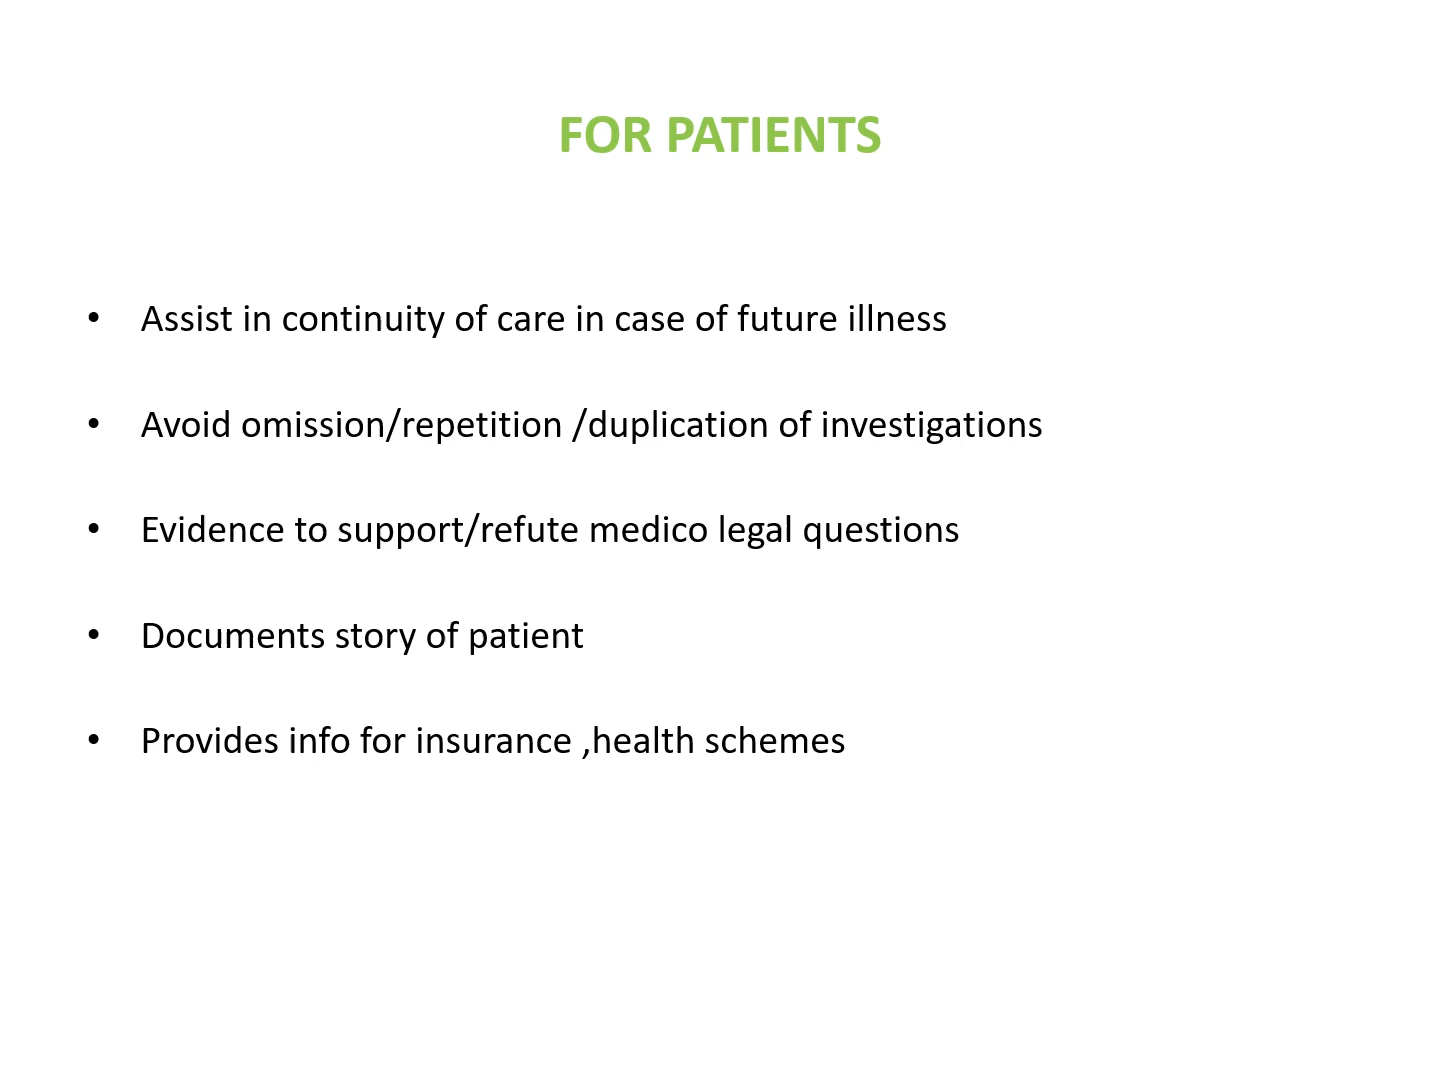 FOR PATIENTS
• Assist in continuity of care in case of future illness
• Avoid omission/repetition /duplication of investigations
• Evidence to support/refute medico legal questions
• Documents story of patient
• Provides info for insurance ,health schemes